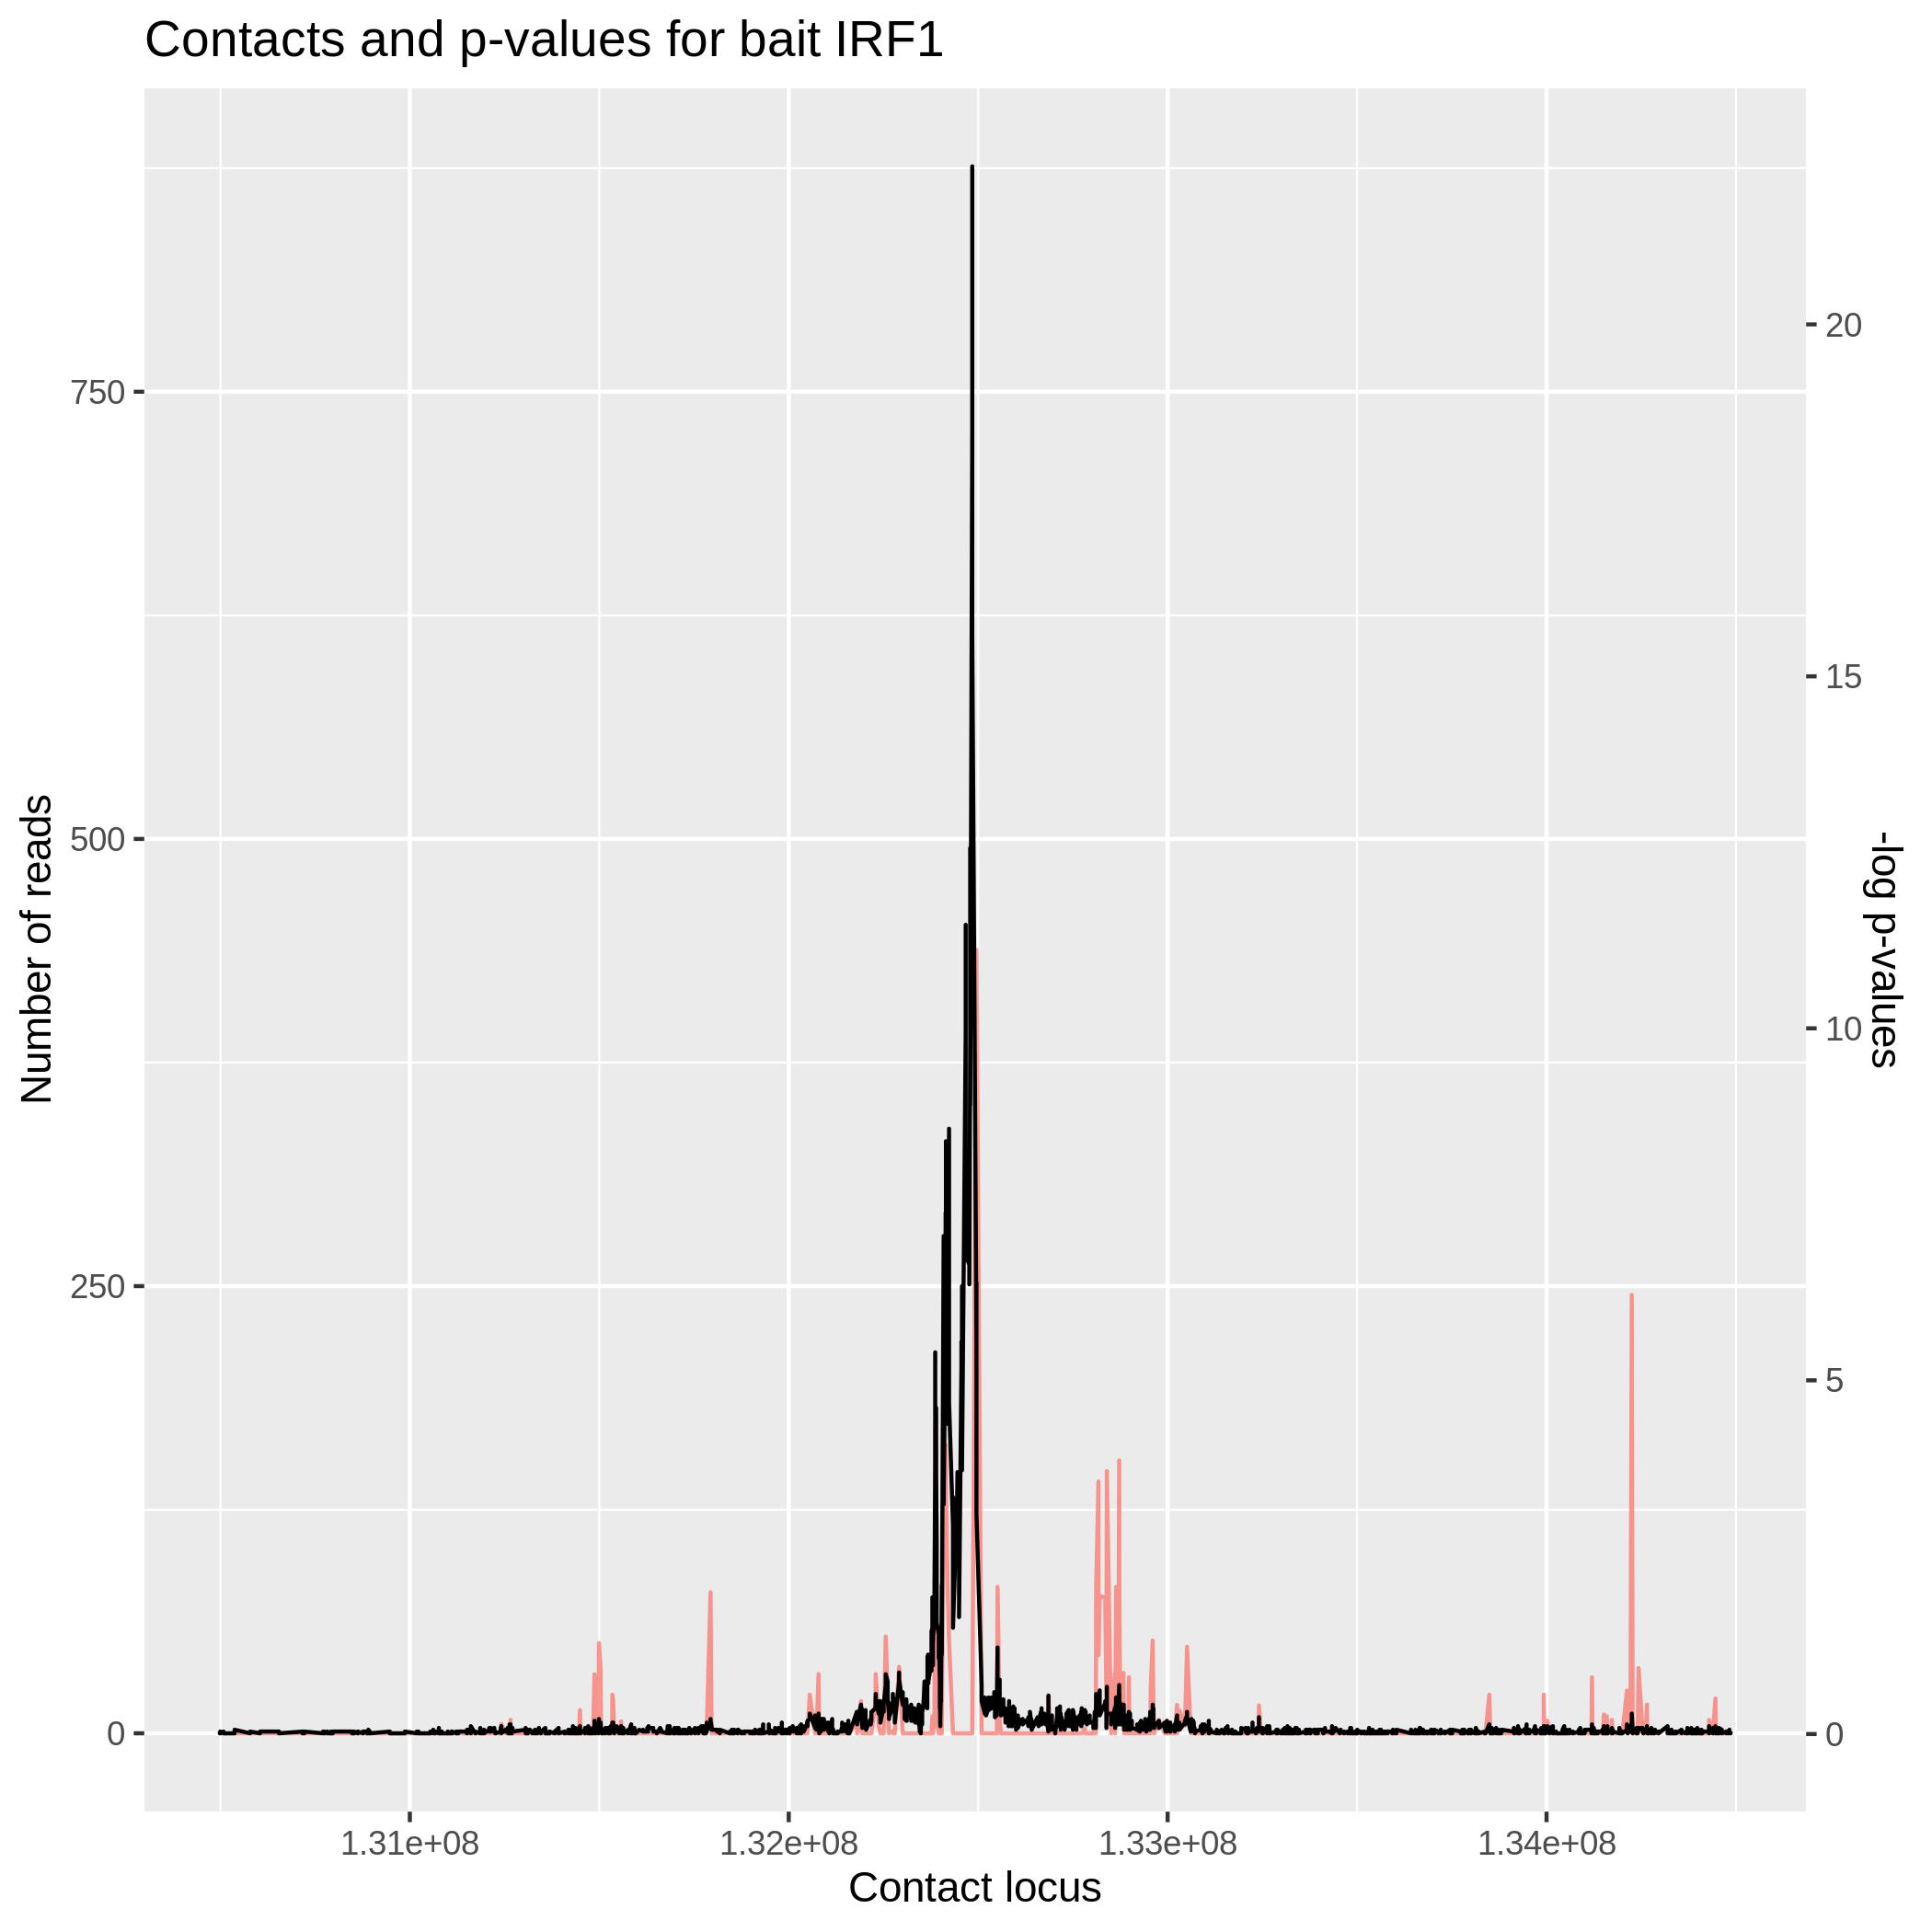 Contacts and p-values for bait IRF1
Number of reads
750
500
250
0
20
15
10
5
0
-log p-values
1.31e+08 1.32e+08 1.33e+08 1.34e+08
Contact locus